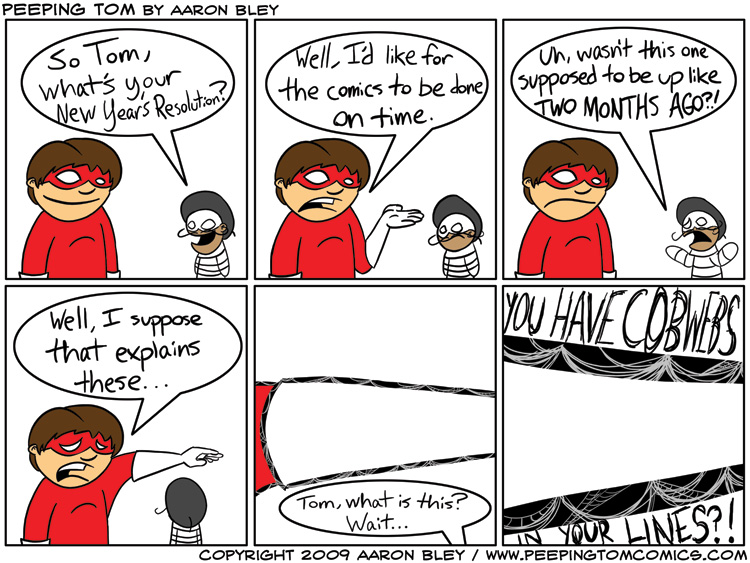 PEEPING TOM BY AARON BLEY
So Tom,
what's your
New Year's Resolution?
Well, I'd like for
the comics to be done
on time.
Uh, wasn't this one
supposed to be up like
TWO MONTHS AGO?!
Well, I suppose
that explains
these...
Tom, what is this?
Wait...
YOU HAVE COBWEBS
IN YOUR LINES?!
COPYRIGHT 2009 AARON BLEY / WWW.PEEPINGTOMCOMICS.COM